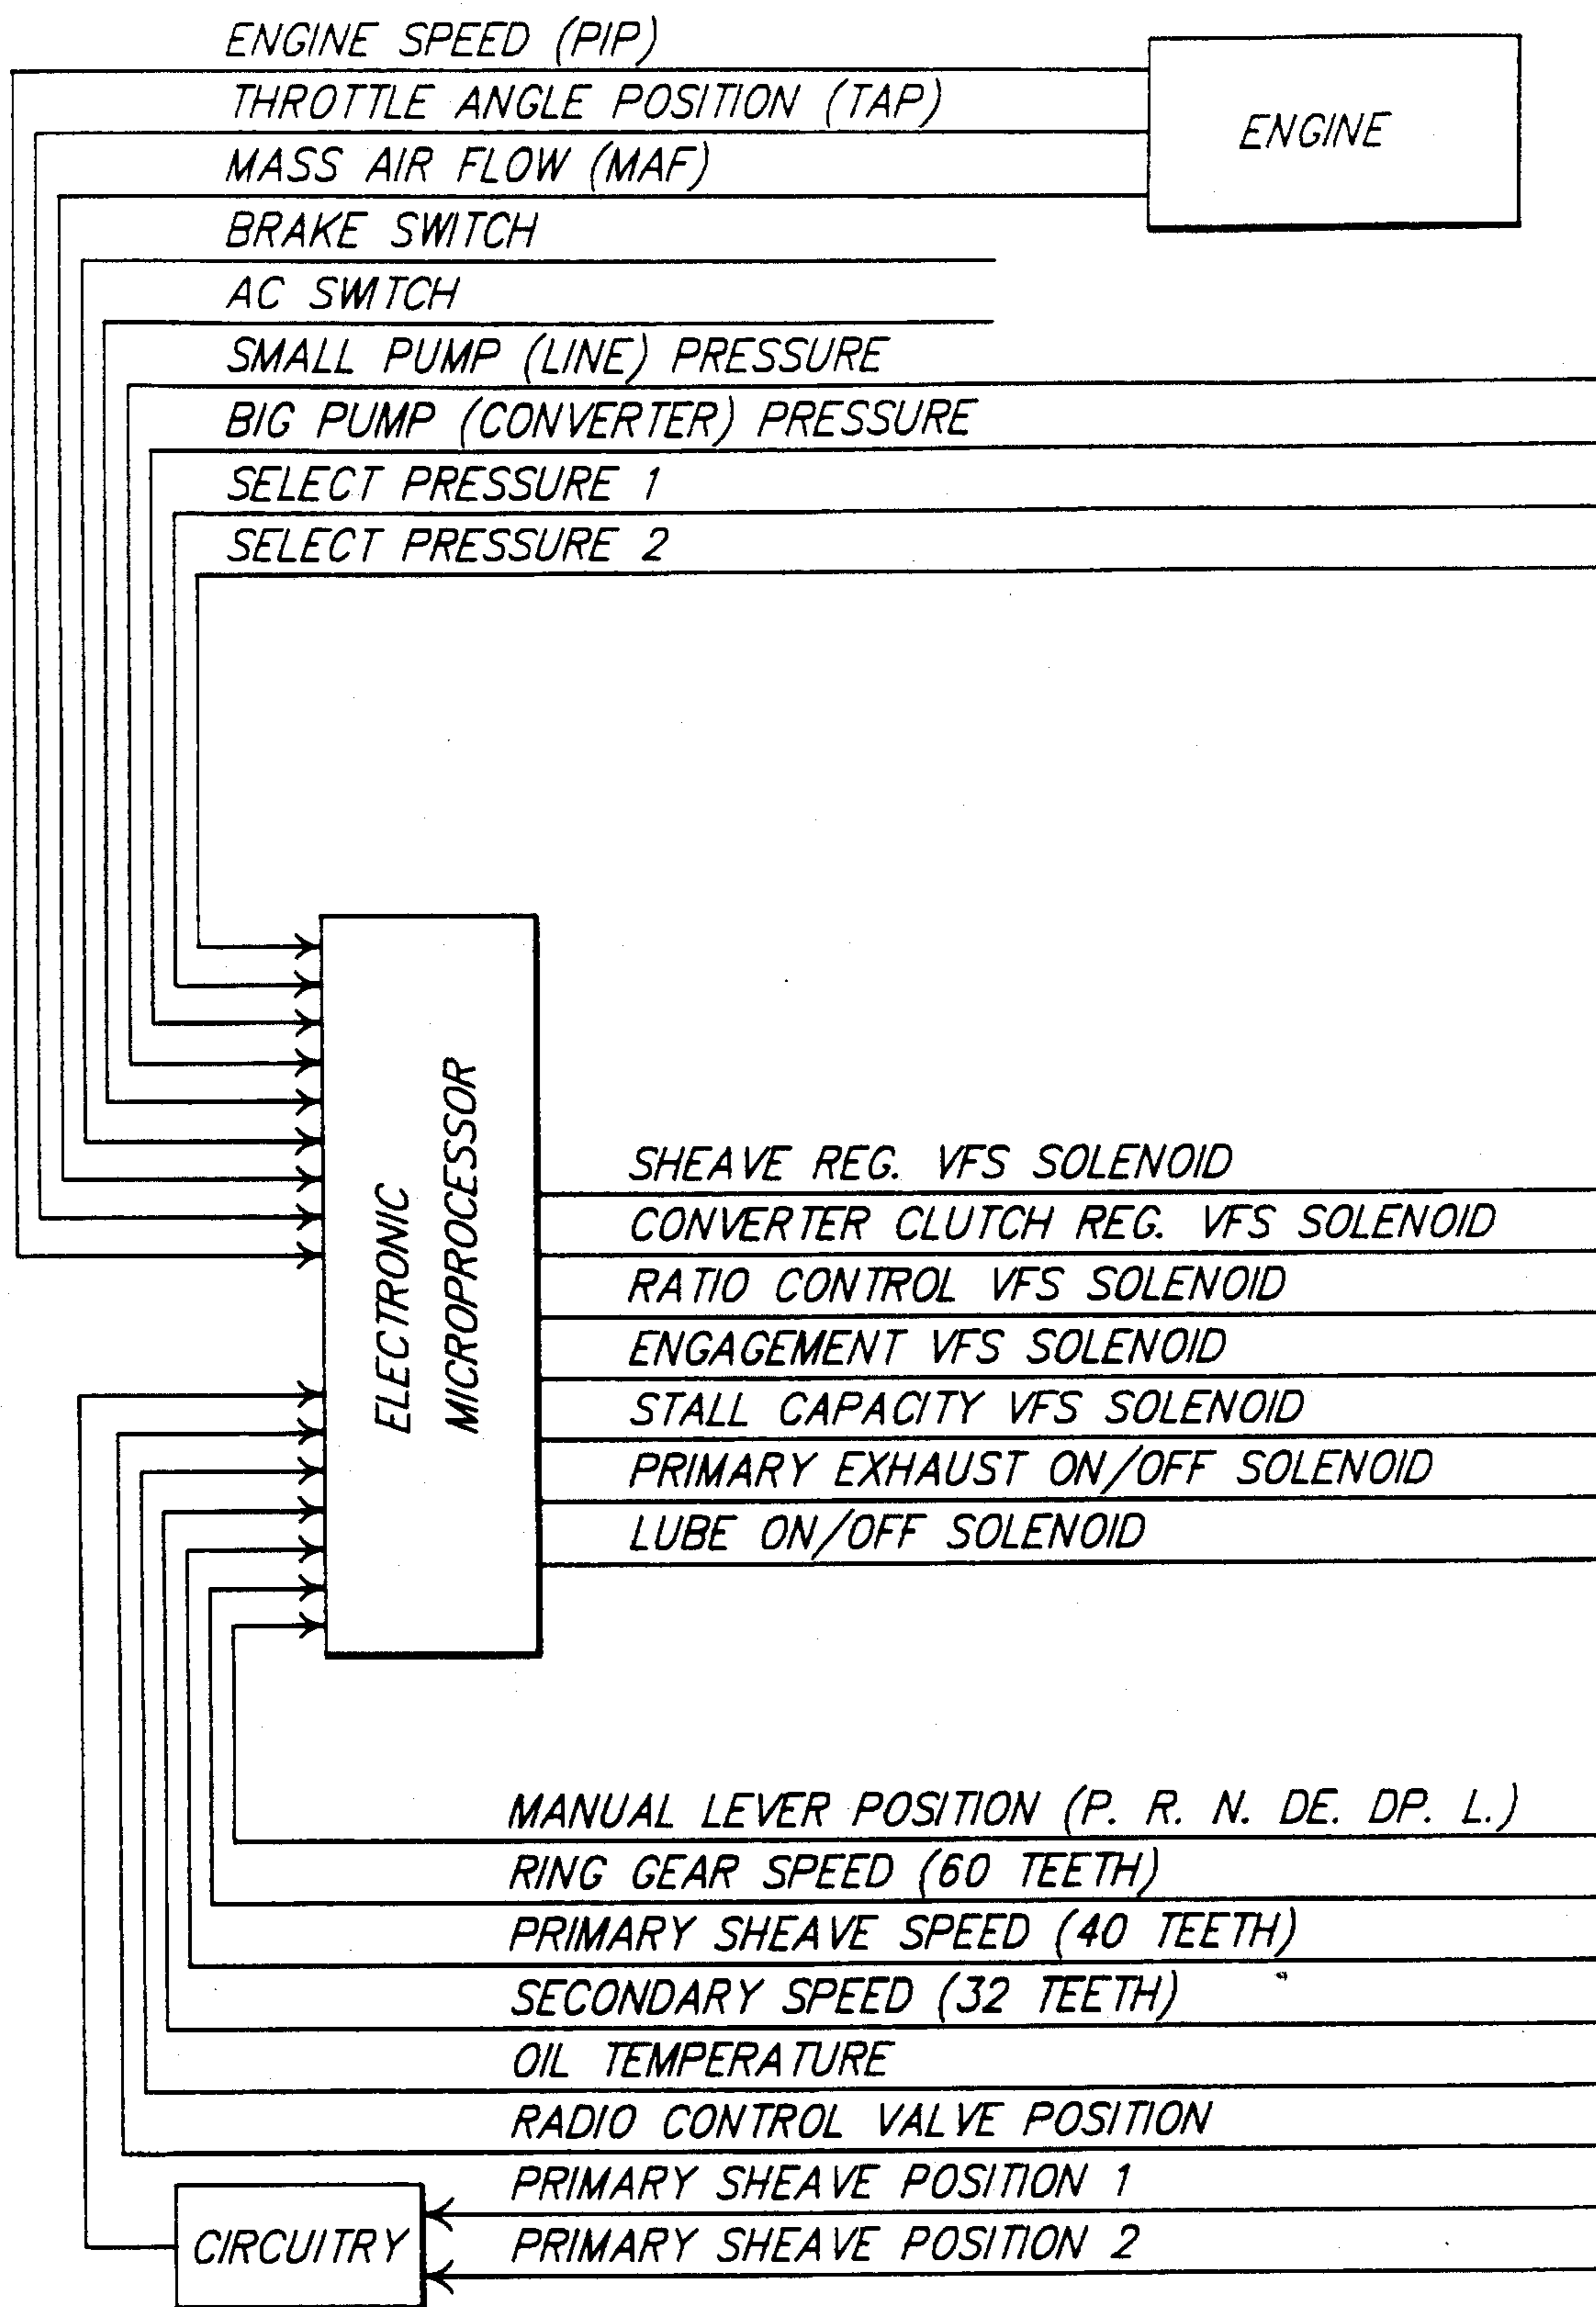 ENGINE SPEED (PIP)
THROTTLE ANGLE POSITION (TAP)
ENGINE
MASS AIR FLOW (MAF)
BRAKE SWITCH
AC SWITCH
SMALL PUMP (LINE) PRESSURE
BIG PUMP (CONVERTER) PRESSURE
SELECT PRESSURE 1
SELECT PRESSURE 2
ELECTRONIC
MICROPROCESSOR
SHEAVE REG. VFS SOLENOID
CONVERTER CLUTCH REG. VFS SOLENOID
RATIO CONTROL VFS SOLENOID
ENGAGEMENT VFS SOLENOID
STALL CAPACITY VFS SOLENOID
PRIMARY EXHAUST ON/OFF SOLENOID
LUBE ON/OFF SOLENOID
MANUAL LEVER POSITION (P. R. N. DE. DP. L.)
RING GEAR SPEED (60 TEETH)
PRIMARY SHEAVE SPEED (40 TEETH)
SECONDARY SPEED (32 TEETH)
OIL TEMPERATURE
RADIO CONTROL VALVE POSITION
PRIMARY SHEAVE POSITION 1
CIRCUITRY
PRIMARY SHEAVE POSITION 2